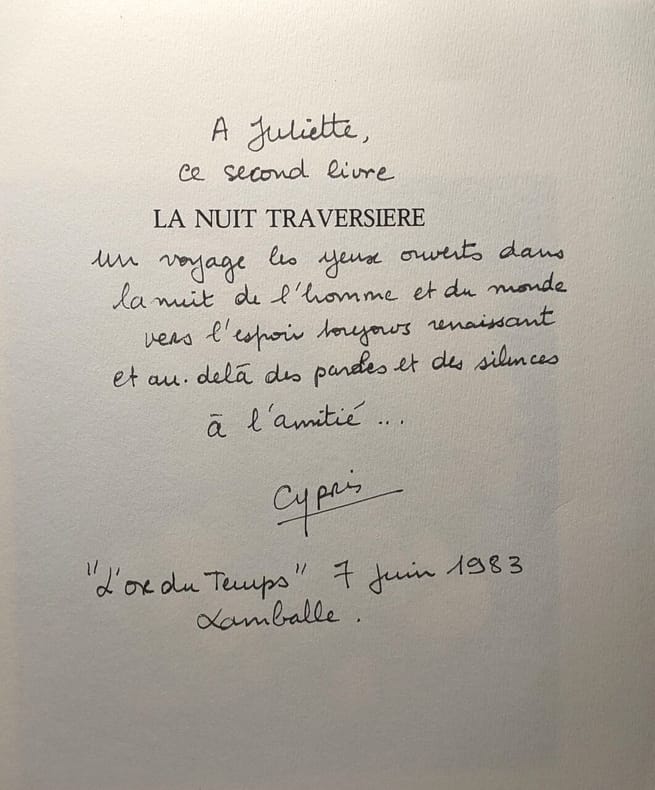 A Juliette,
ce second livre
LA NUIT TRAVERSIERE
un voyage les yeux ouverts dans
la nuit de l'homme et du monde
vers l'espoir toujours renaissant
et au-delà des paroles et des silences
à l'amitié...
Cypris
"L'or du Temps" 7 Juin 1983
Lamballe.